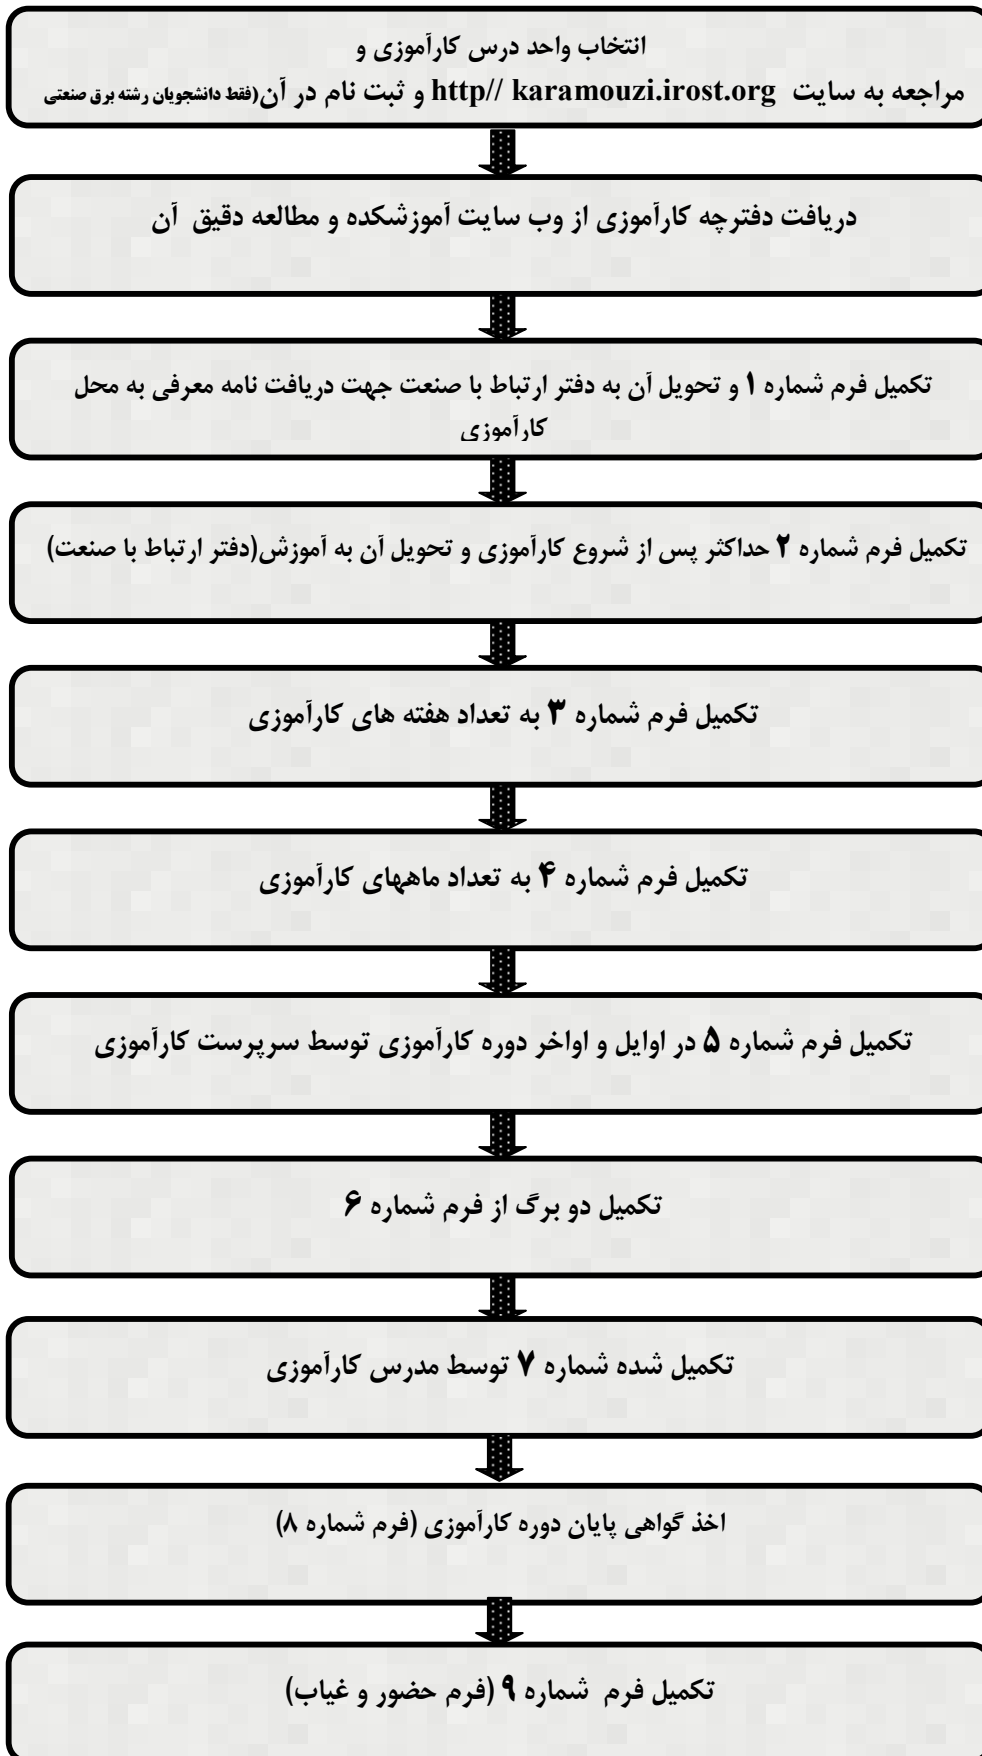 انتخاب واحد درس کارآموزی و
مراجعه به سایت http// karamouzi.irost.org و ثبت نام در آن(فقط دانشجویان رشته برق صنعتی
دریافت دفترچه کارآموزی از وب سایت آموزشکده و مطالعه دقیق آن
تکمیل فرم شماره ۱ و تحویل آن به دفتر ارتباط با صنعت جهت دریافت نامه معرفی به محل
کارآموزی
تکمیل فرم شماره ۲ حداکثر پس از شروع کارآموزی و تحویل آن به آموزش(دفتر ارتباط با صنعت)
تکمیل فرم شماره ۳ به تعداد هفته های کارآموزی
تکمیل فرم شماره ۴ به تعداد ماههای کارآموزی
تکمیل فرم شماره ۵ در اوایل و اواخر دوره کارآموزی توسط سرپرست کارآموزی
تکمیل دو برگ از فرم شماره ۶
تکمیل شده شماره ۷ توسط مدرس کارآموزی
اخذ گواهی پایان دوره کارآموزی (فرم شماره ۸)
تکمیل فرم شماره ۹ (فرم حضور و غیاب)